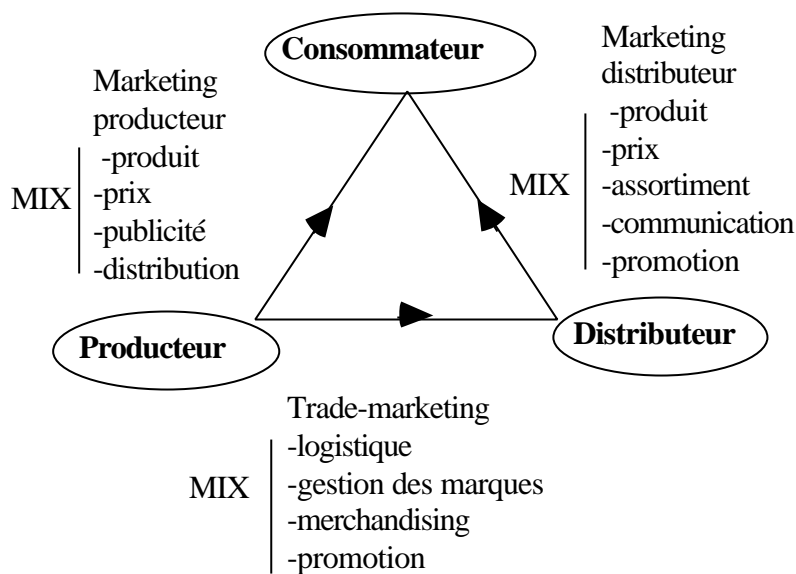 Consommateur
Marketing
producteur
-produit
MIX
-prix
-publicité
-distribution
Marketing
distributeur
-produit
-prix
MIX
-assortiment
-communication
-promotion
Producteur
Distributeur
Trade-marketing
-logistique
MIX
-gestion des marques
-merchandising
-promotion